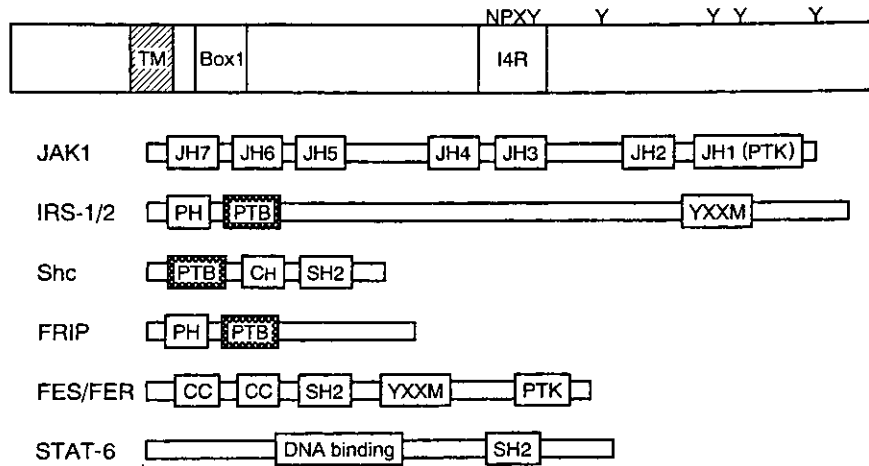 NPXY Y Y Y Y
TM Box1 I4R
JAK1 JH7 JH6 JH5 JH4 JH3 JH2 JH1 (PTK)
IRS-1/2 PH PTB YXXM
Shc PTB CH SH2
FRIP PH PTB
FES/FER CC CC SH2 YXXM PTK
STAT-6 DNA binding SH2